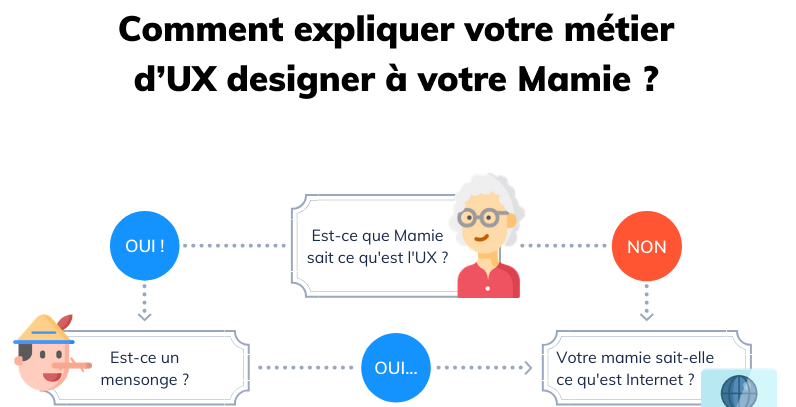 Comment expliquer votre métier
d’UX designer à votre Mamie ?
OUI !
Est-ce que Mamie
sait ce qu'est l'UX ?
NON
Est-ce un
mensonge ?
OUI...
Votre mamie sait-elle
ce qu'est Internet ?